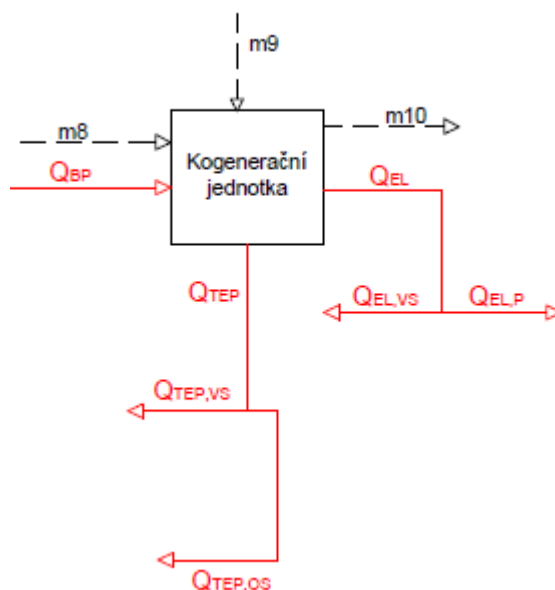 m9
m8
m10
Kogenerační
jednotka
QBP
QEL
QTEP
QEL,VS
QEL,P
QTEP,VS
QTEP,OS